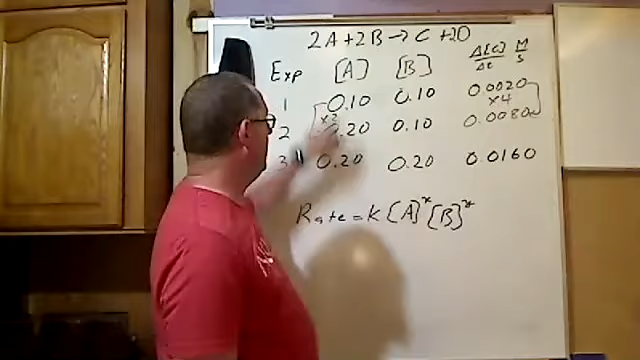 2A+2B→C+2D
Exp [A] [B] Δ[C]/Δt M/s
1 0.10 0.10 0.0020
x2 x4
2 0.20 0.10 0.0080
3 0.20 0.20 0.0160
Rate=K[A]^x[B]^x